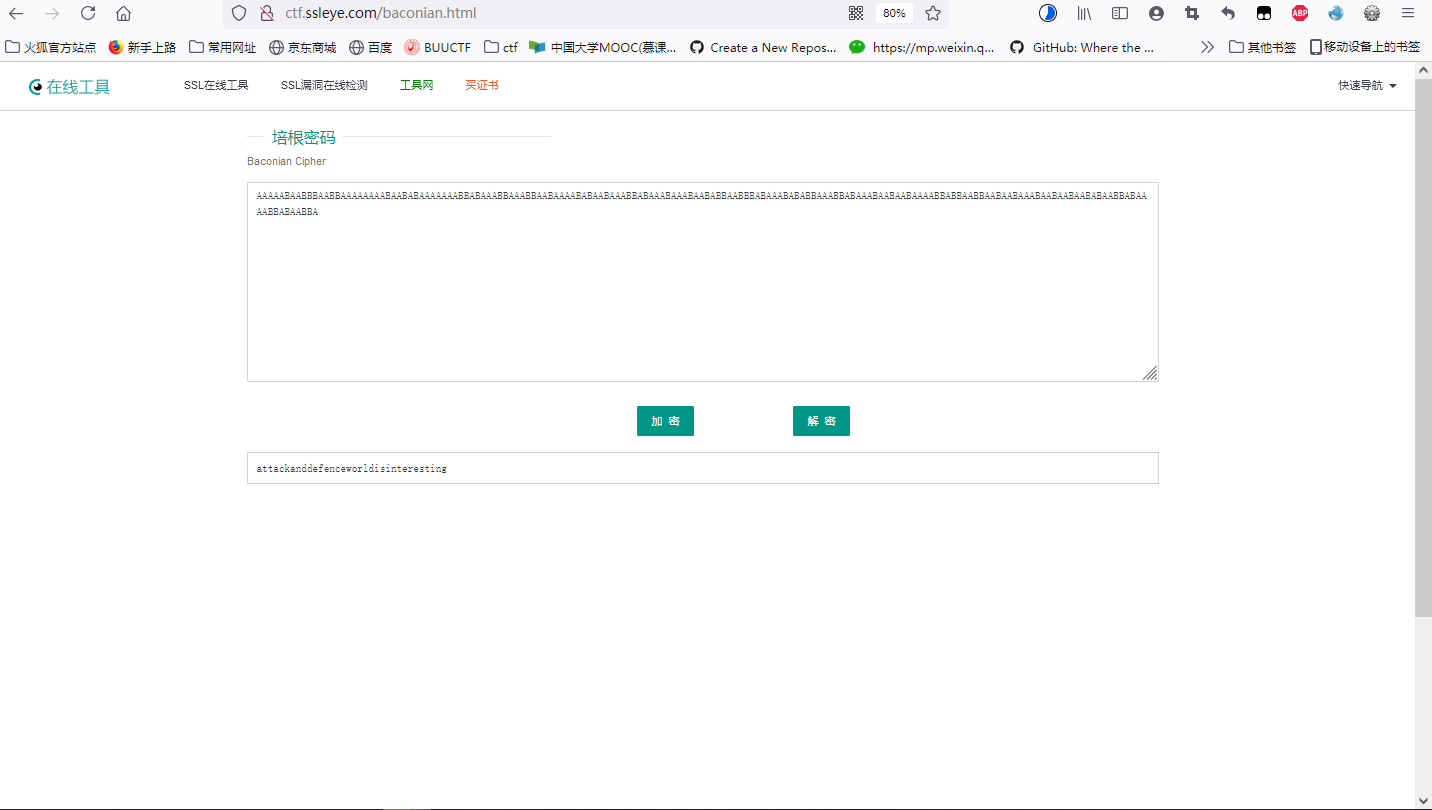 ctf.ssleye.com/baconian.html
80%
ABP
火狐官方站点 新手上路 常用网址 京东商城 百度 BUUCTF ctf 中国大学MOOC(慕课... Create a New Repos... https://mp.weixin.q... GitHub: Where the ... 其他书签 移动设备上的书签
在线工具 SSL在线工具 SSL漏洞在线检测 工具网 买证书 快速导航
培根密码
Baconian Cipher
AAAAABAABBBAABBAAAAAAAABAABABAAAAAABBABAAABBAAABBAABAAAABABAABAAABBABAAABAAABAABABBAABBBABAAABABABBAAABBABAAABAABAABAAAABBABBAABBAABAABAAABAABAABAABABAABBABAA
AABBABAABBA
加 密 解 密
attackanddefenceworldisinteresting